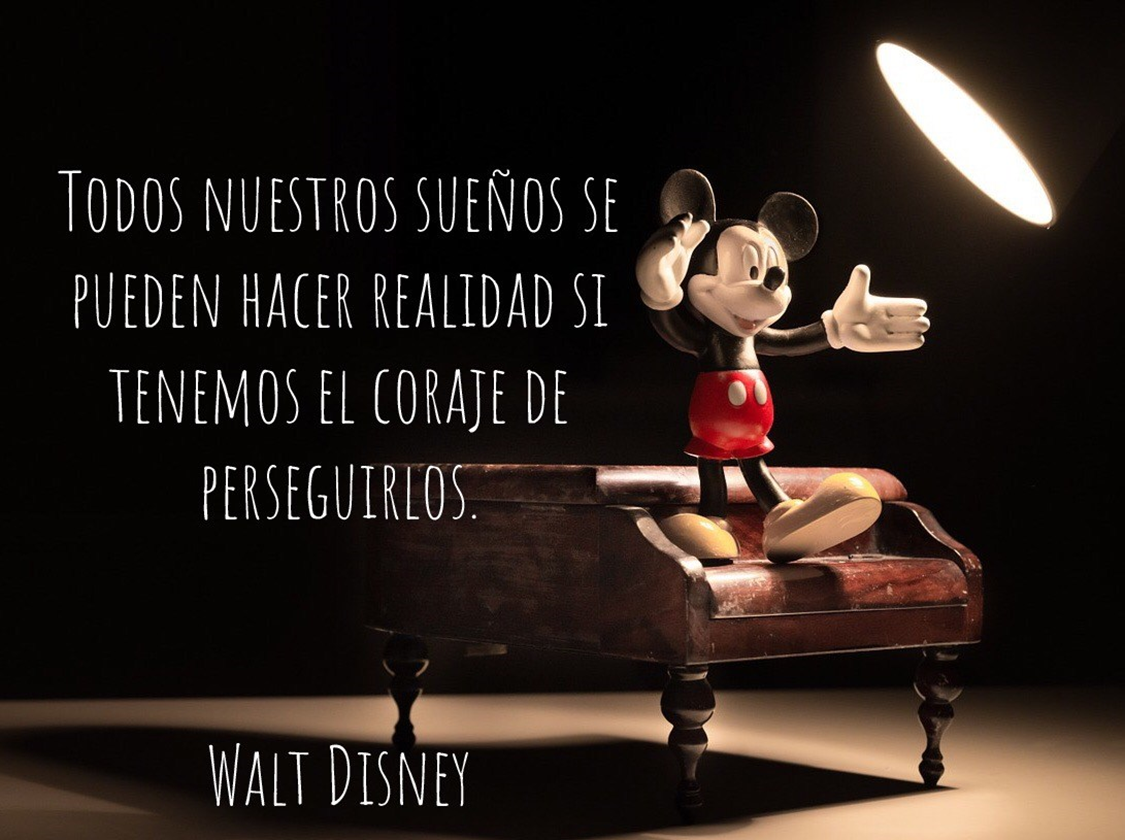 Todos nuestros sueños se
pueden hacer realidad si
tenemos el coraje de
perseguirlos.
Walt Disney